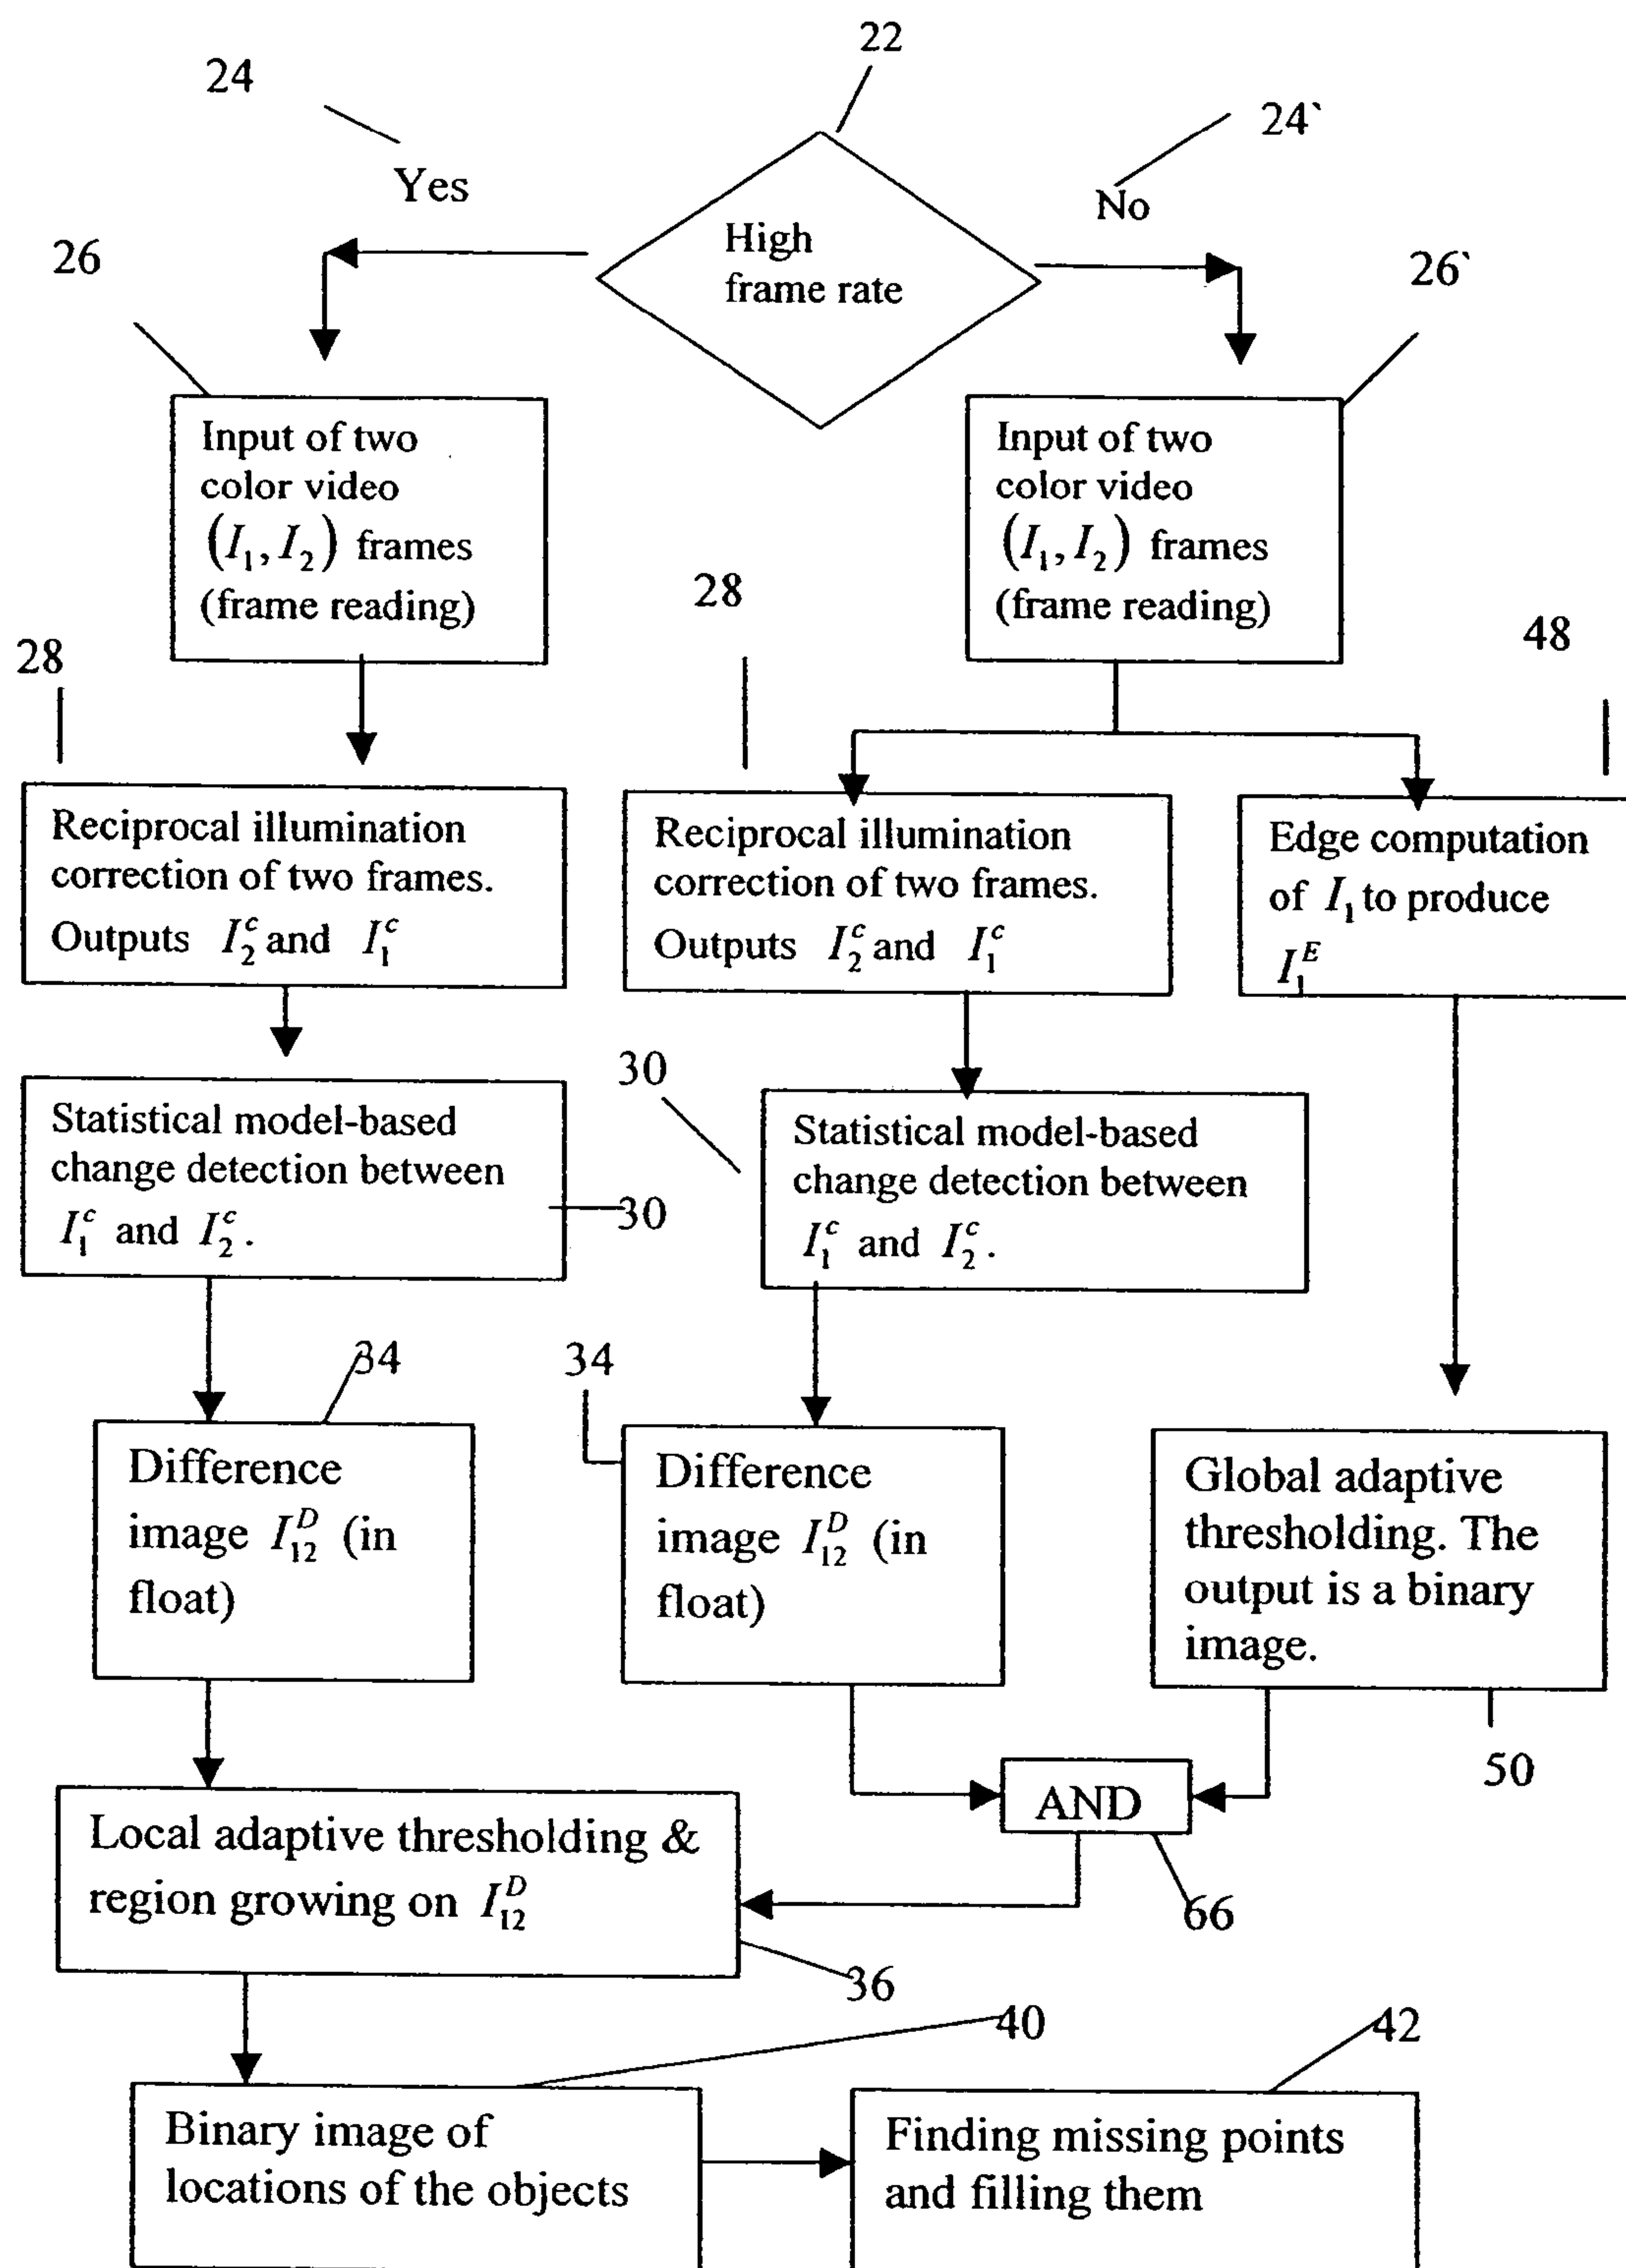 22
24
24`
Yes
No
High
frame rate
26
26`
Input of two
color video
(I₁, I₂) frames
(frame reading)
Input of two
color video
(I₁, I₂) frames
(frame reading)
28
28
48
Reciprocal illumination
correction of two frames.
Outputs I₂ᶜ and I₁ᶜ
Reciprocal illumination
correction of two frames.
Outputs I₂ᶜ and I₁ᶜ
Edge computation
of I₁ to produce
I₁ᴱ
30
Statistical model-based
change detection between
I₁ᶜ and I₂ᶜ.
30
Statistical model-based
change detection between
I₁ᶜ and I₂ᶜ.
34
34
Difference
image I₁₂ᴰ (in
float)
Difference
image I₁₂ᴰ (in
float)
Global adaptive
thresholding. The
output is a binary
image.
50
AND
66
Local adaptive thresholding &
region growing on I₁₂ᴰ
36
40
42
Binary image of
locations of the objects
Finding missing points
and filling them